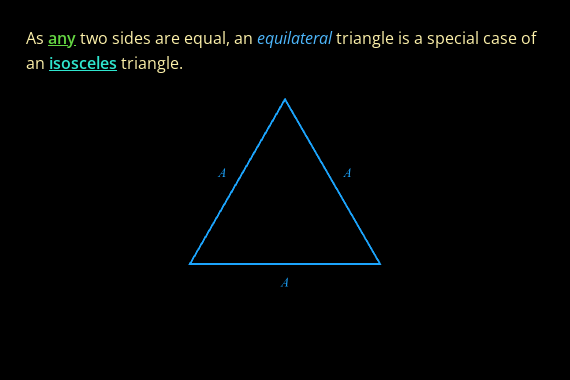 As any two sides are equal, an equilateral triangle is a special case of
an isosceles triangle.
A A
A